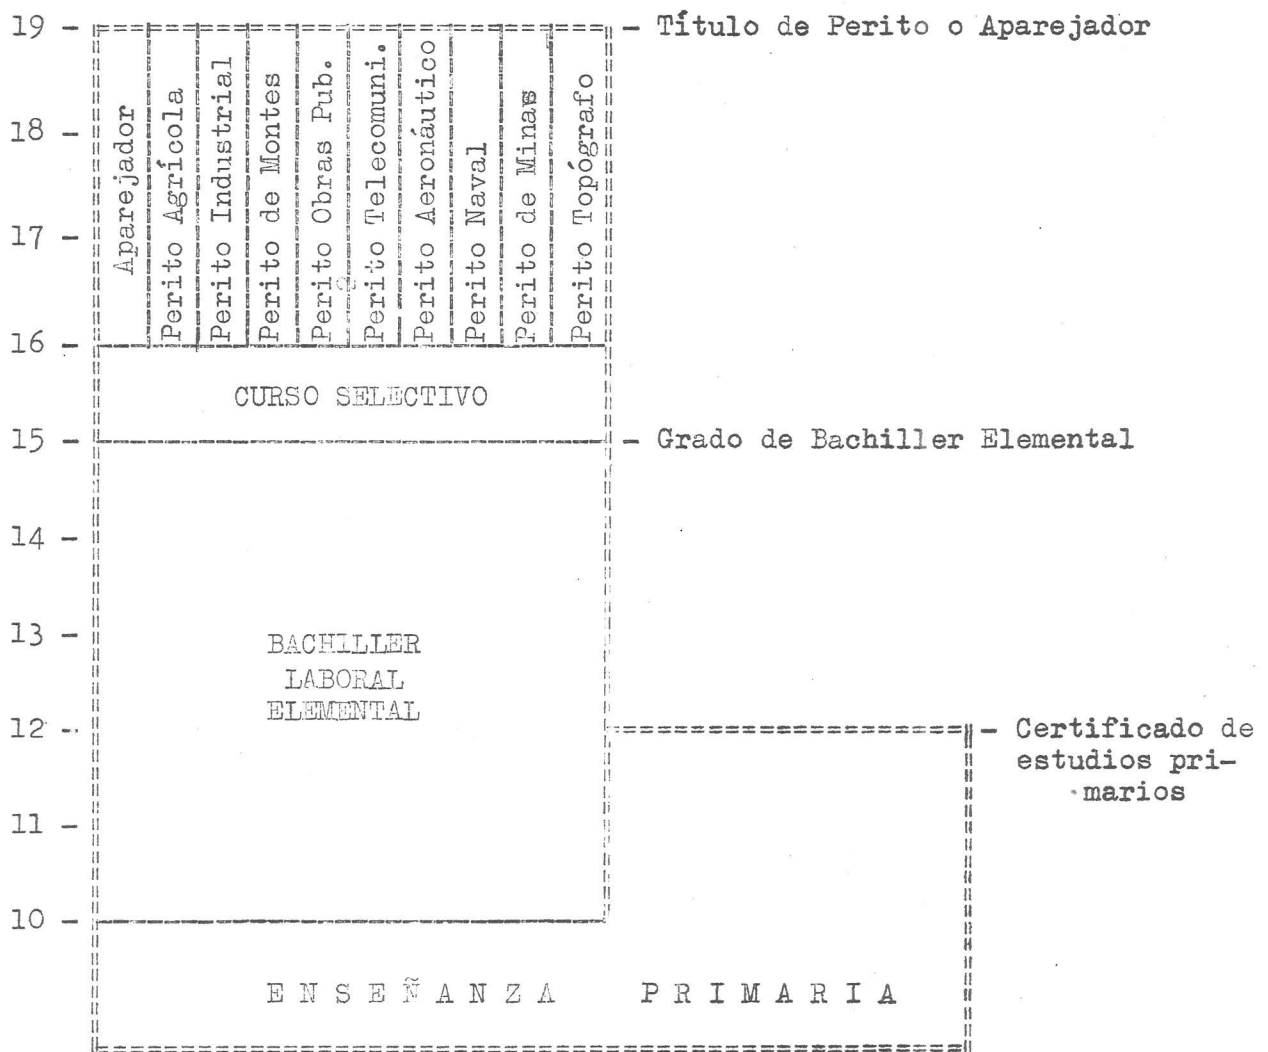 19 - Título de Perito o Aparejador
Aparejador
Perito Agrícola
Perito Industrial
Perito de Montes
Perito Obras Pub.
Perito Telecomuni.
Perito Aeronáutico
Perito Naval
Perito de Minas
Perito Topógrafo
18 -
17 -
16 -
CURSO SELECTIVO
15 - - Grado de Bachiller Elemental
14 -
13 -
BACHILLER
LABORAL
ELEMENTAL
12 - - Certificado de
estudios pri-
marios
11 -
10 -
ENSEÑANZA PRIMARIA